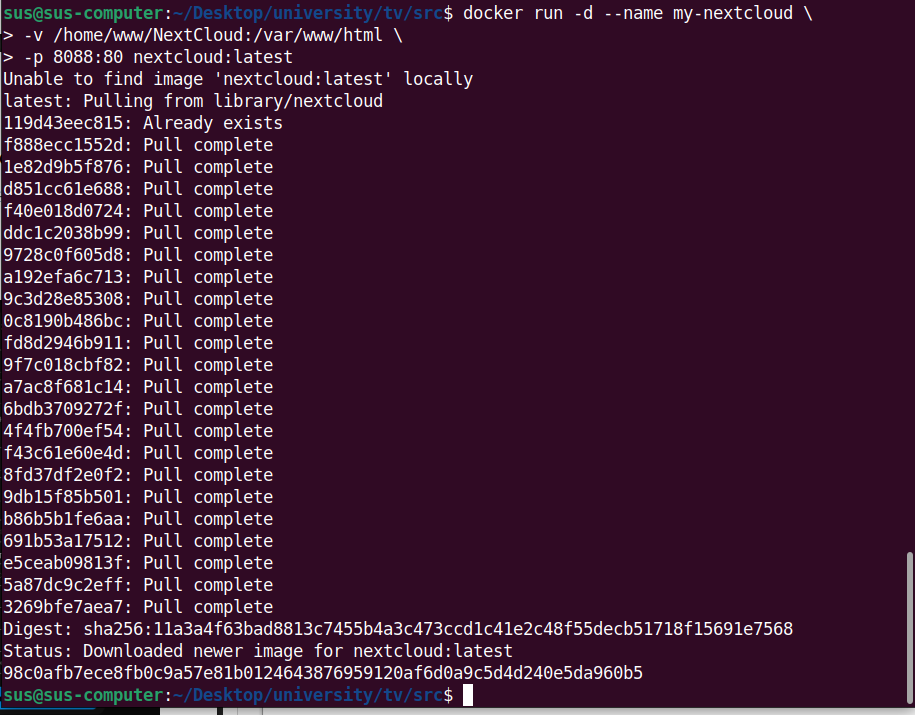 sus@sus-computer:~/Desktop/university/tv/src$ docker run -d --name my-nextcloud \
> -v /home/www/NextCloud:/var/www/html \
> -p 8088:80 nextcloud:latest
Unable to find image 'nextcloud:latest' locally
latest: Pulling from library/nextcloud
119d43eec815: Already exists
f888ecc1552d: Pull complete
1e82d9b5f876: Pull complete
d851cc61e688: Pull complete
f40e018d0724: Pull complete
ddc1c2038b99: Pull complete
9728c0f605d8: Pull complete
a192efa6c713: Pull complete
9c3d28e85308: Pull complete
0c8190b486bc: Pull complete
fd8d2946b911: Pull complete
9f7c018cbf82: Pull complete
a7ac8f681c14: Pull complete
6bdb3709272f: Pull complete
4f4fb700ef54: Pull complete
f43c61e60e4d: Pull complete
8fd37df2e0f2: Pull complete
9db15f85b501: Pull complete
b86b5b1fe6aa: Pull complete
691b53a17512: Pull complete
e5ceab09813f: Pull complete
5a87dc9c2eff: Pull complete
3269bfe7aea7: Pull complete
Digest: sha256:11a3a4f63bad8813c7455b4a3c473ccd1c41e2c48f55decb51718f15691e7568
Status: Downloaded newer image for nextcloud:latest
98c0afb7ece8fb0c9a57e81b0124643876959120af6d0a9c5d4d240e5da960b5
sus@sus-computer:~/Desktop/university/tv/src$